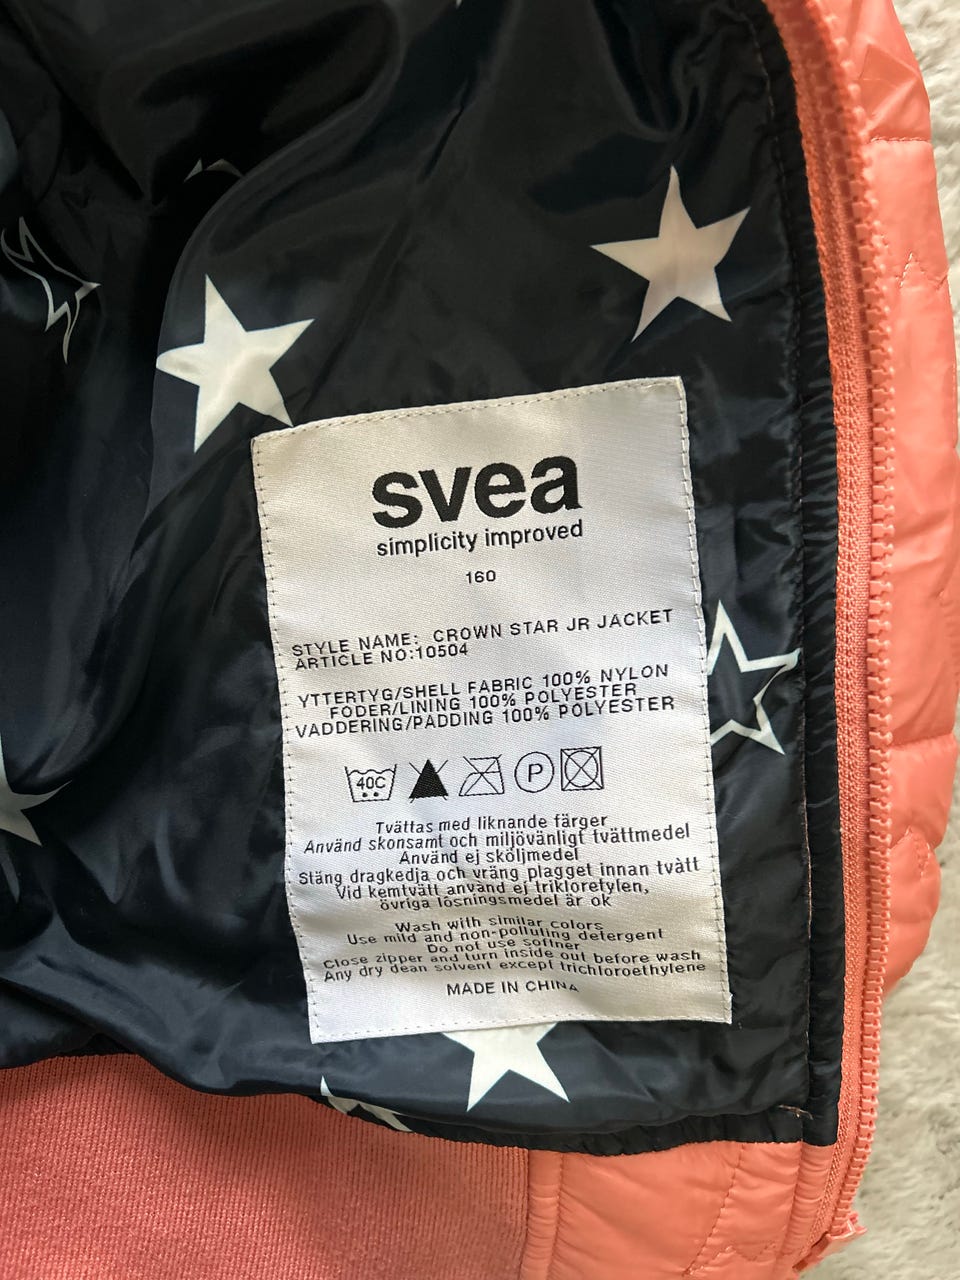 svea
simplicity improved
160
STYLE NAME: CROWN STAR JR JACKET
ARTICLE NO:10504
YTTERTYG/SHELL FABRIC 100% NYLON
FODER/LINING 100% POLYESTER
VADDERING/PADDING 100% POLYESTER
40C P
Tvättas med liknande färger
Använd skonsamt och miljövänligt tvättmedel
Använd ej sköljmedel
Stäng dragkedja och vräng plagget innan tvätt
Vid kemtvätt använd ej trikloretylen,
övriga lösningsmedel är ok
Wash with similar colors
Use mild and non-polluting detergent
Do not use softner
Close zipper and turn inside out before wash
Any dry dean solvent except trichloroethylene
MADE IN CHINA